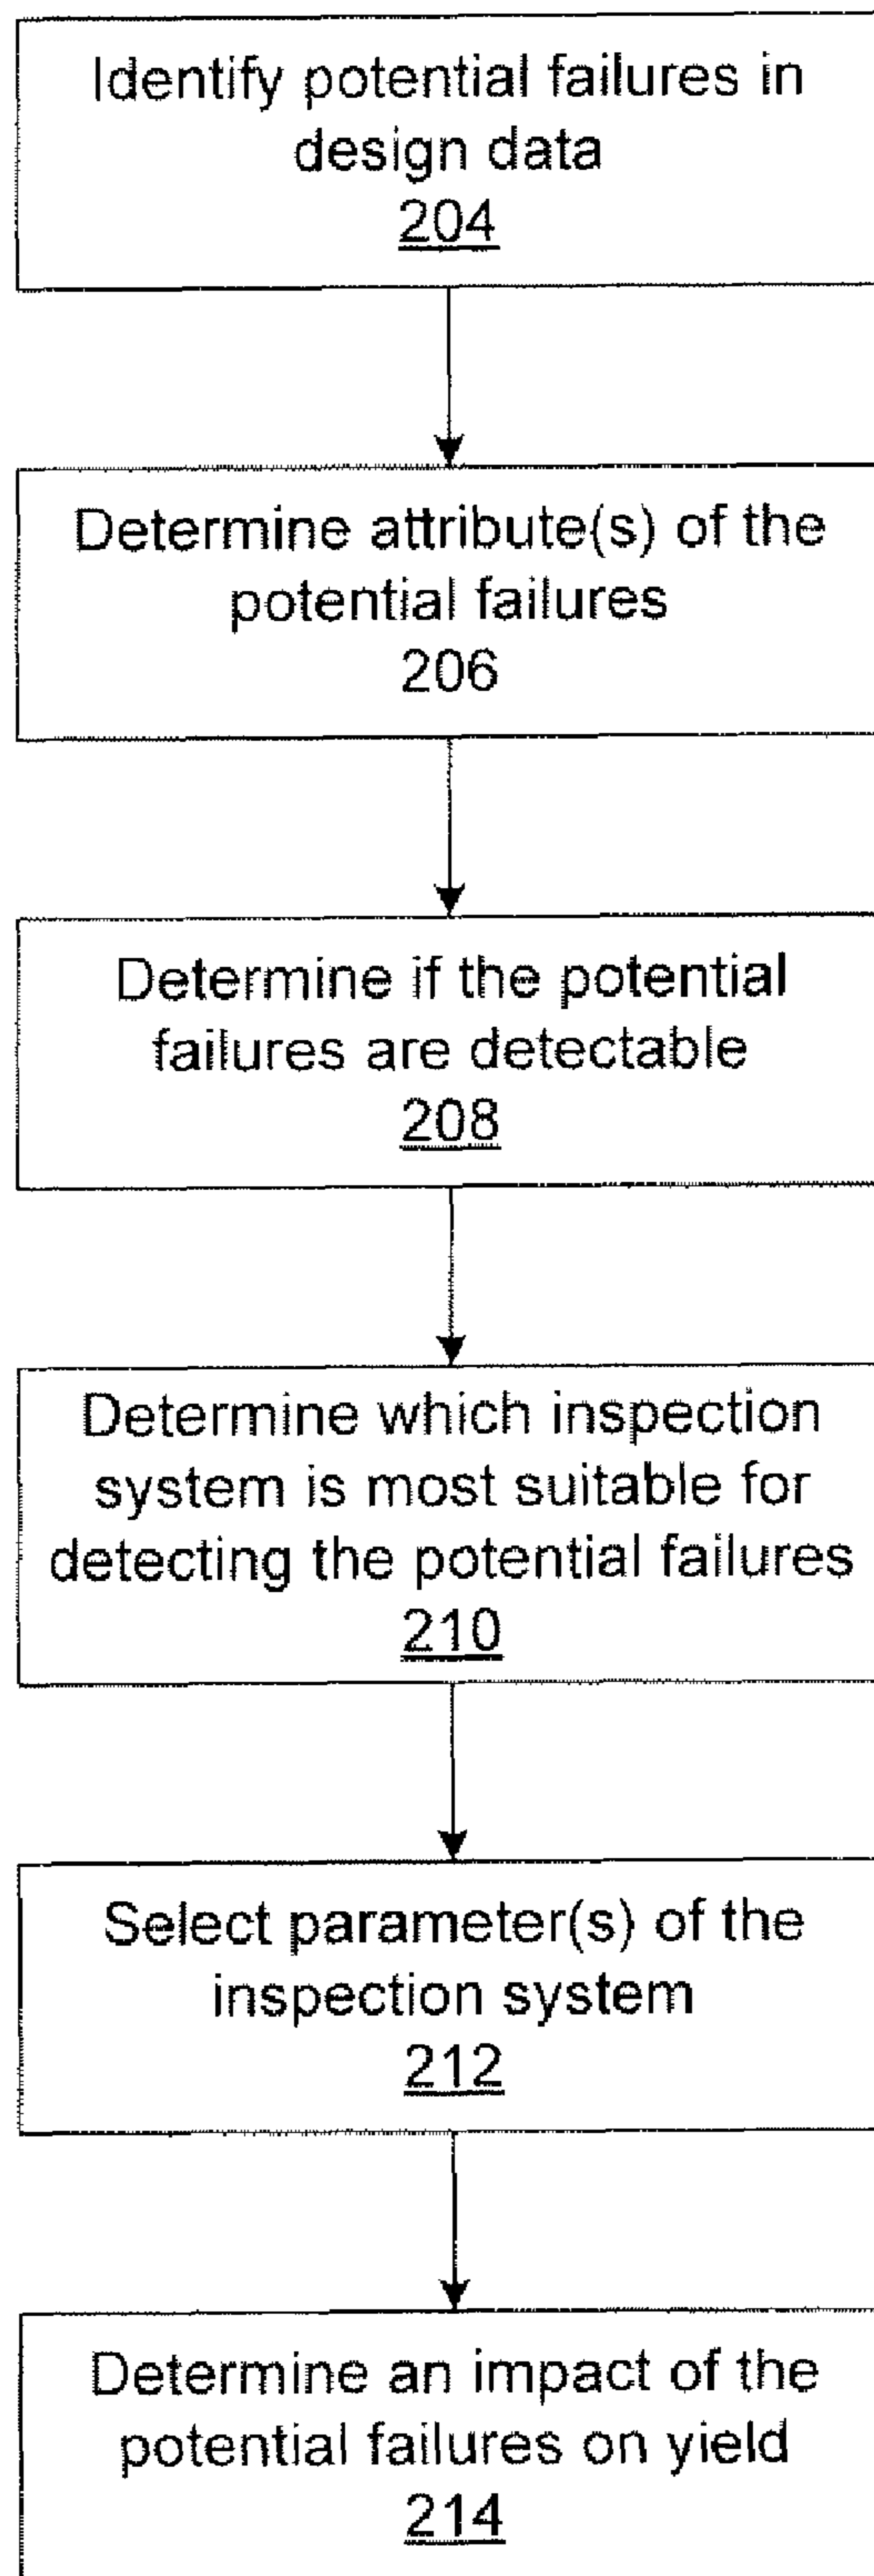 Identify potential failures in
design data
204
Determine attribute(s) of the
potential failures
206
Determine if the potential
failures are detectable
208
Determine which inspection
system is most suitable for
detecting the potential failures
210
Select parameter(s) of the
inspection system
212
Determine an impact of the
potential failures on yield
214